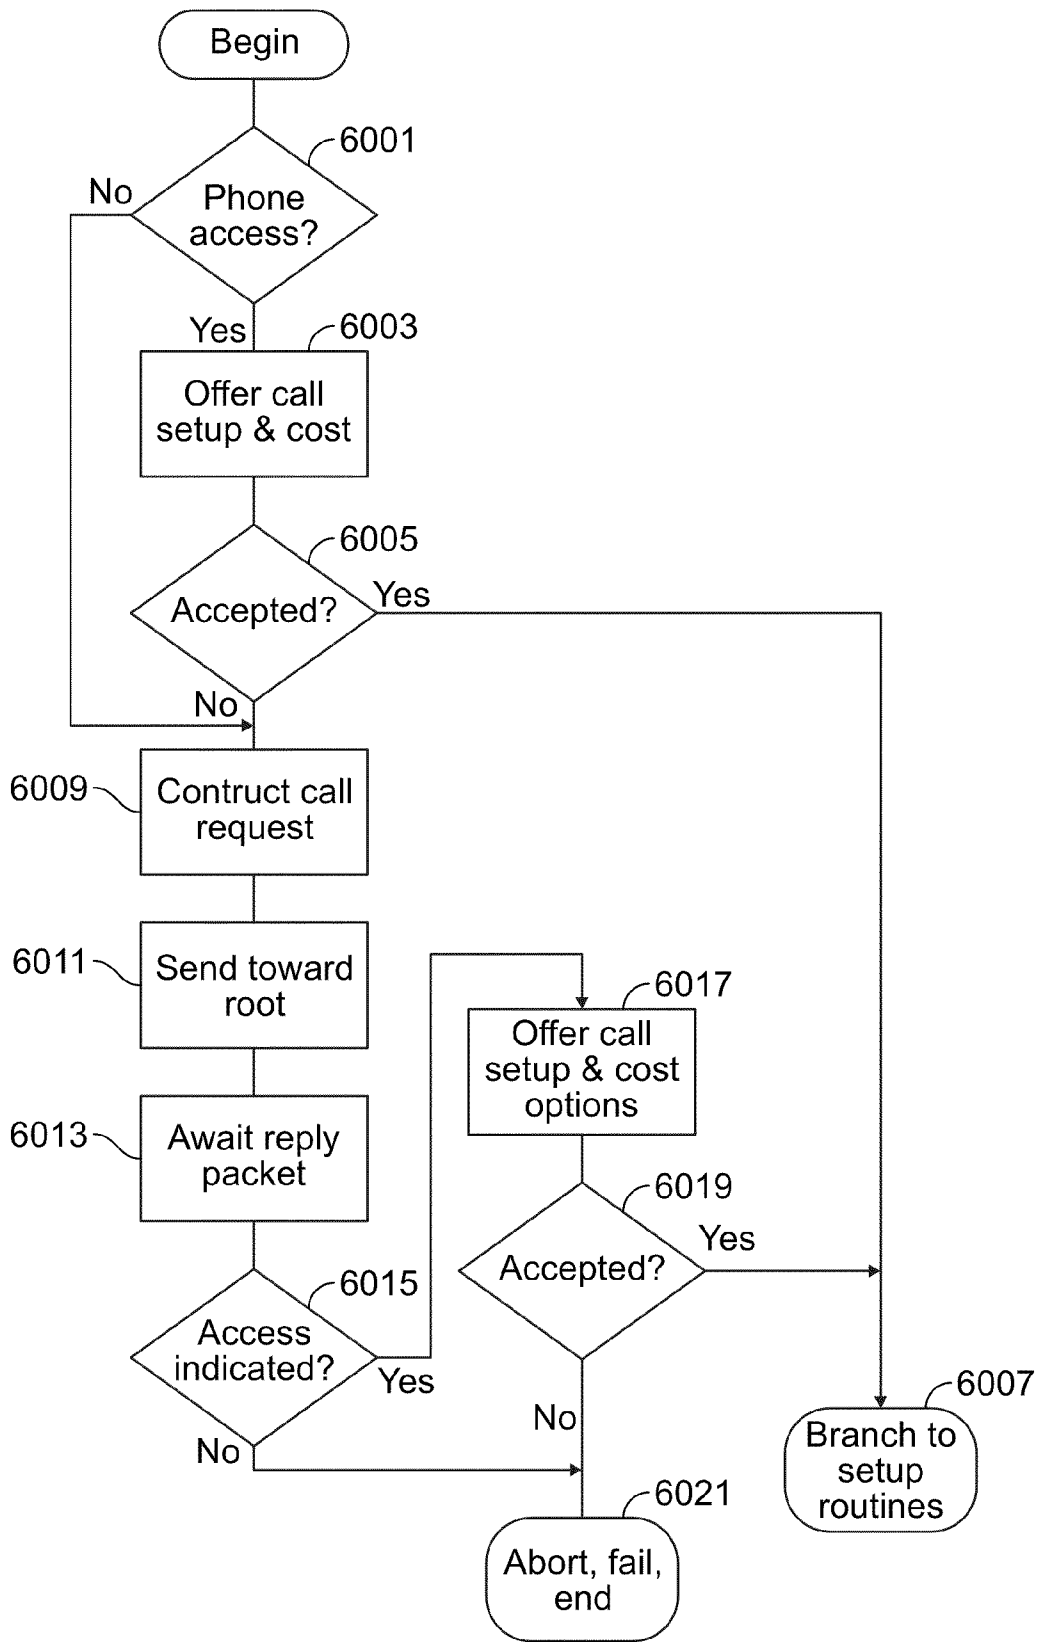 Begin
6001
No
Phone
access?
Yes
6003
Offer call
setup & cost
6005
Accepted?
Yes
No
6009
Contruct call
request
6011
Send toward
root
6013
Await reply
packet
6015
Access
indicated?
Yes
No
6017
Offer call
setup & cost
options
6019
Accepted?
Yes
No
6007
Branch to
setup
routines
6021
Abort, fail,
end